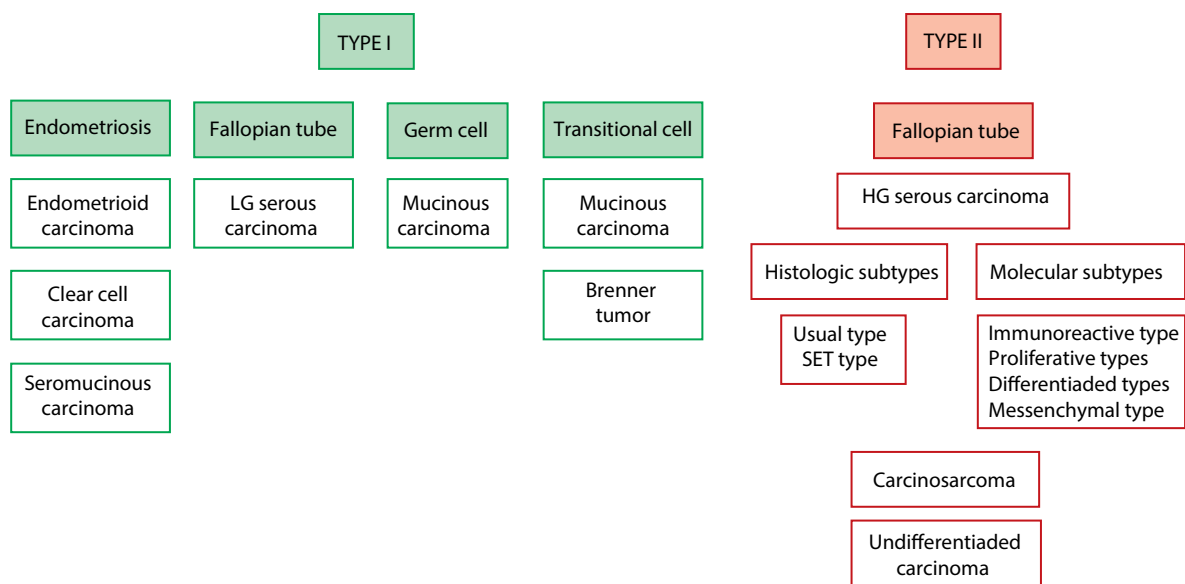 TYPE I
TYPE II
Endometriosis
Fallopian tube
Germ cell
Transitional cell
Fallopian tube
Endometrioid
carcinoma
LG serous
carcinoma
Mucinous
carcinoma
Mucinous
carcinoma
HG serous carcinoma
Clear cell
carcinoma
Brenner
tumor
Histologic subtypes
Molecular subtypes
Usual type
SET type
Immunoreactive type
Proliferative types
Differentiaded types
Messenchymal type
Seromucinous
carcinoma
Carcinosarcoma
Undifferentiaded
carcinoma